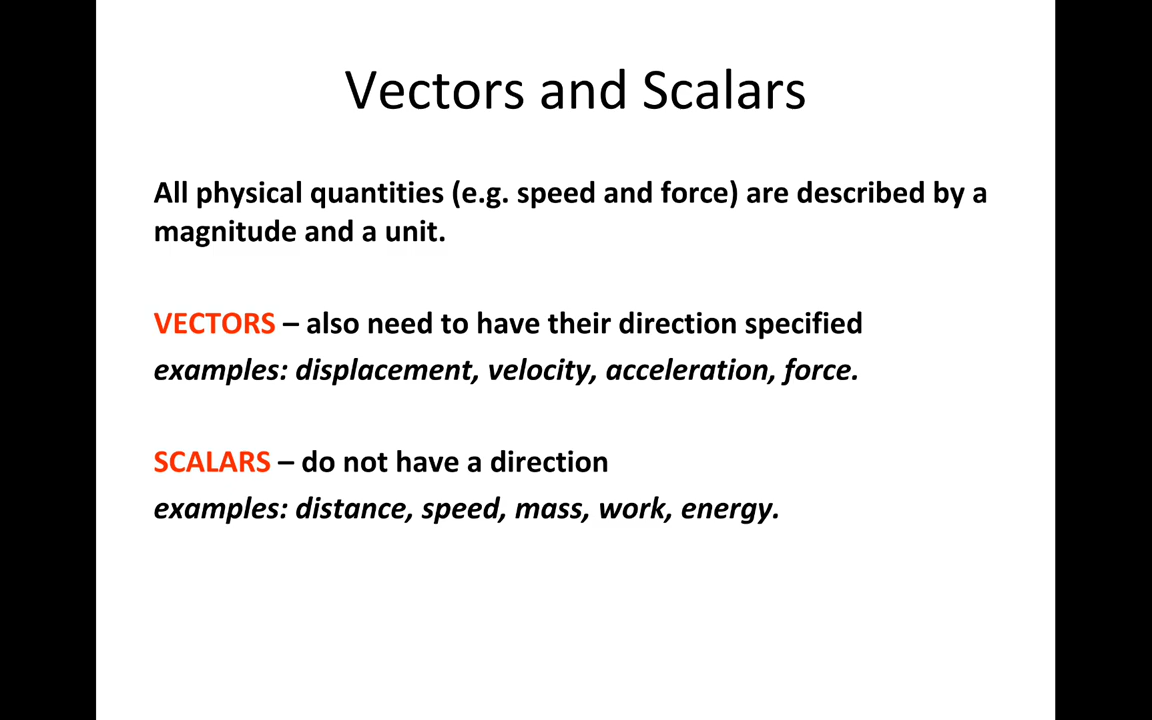 Vectors and Scalars
All physical quantities (e.g. speed and force) are described by a
magnitude and a unit.
VECTORS – also need to have their direction specified
examples: displacement, velocity, acceleration, force.
SCALARS – do not have a direction
examples: distance, speed, mass, work, energy.